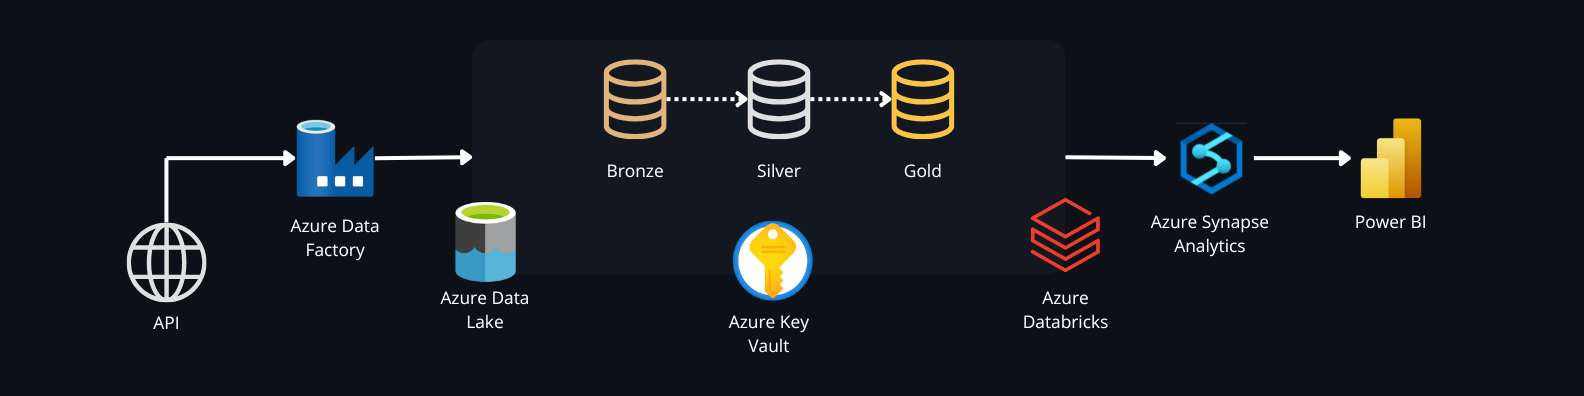 Bronze
Silver
Gold
Azure Data
Factory
Azure Synapse
Analytics
Power BI
API
Azure Data
Lake
Azure Key
Vault
Azure
Databricks